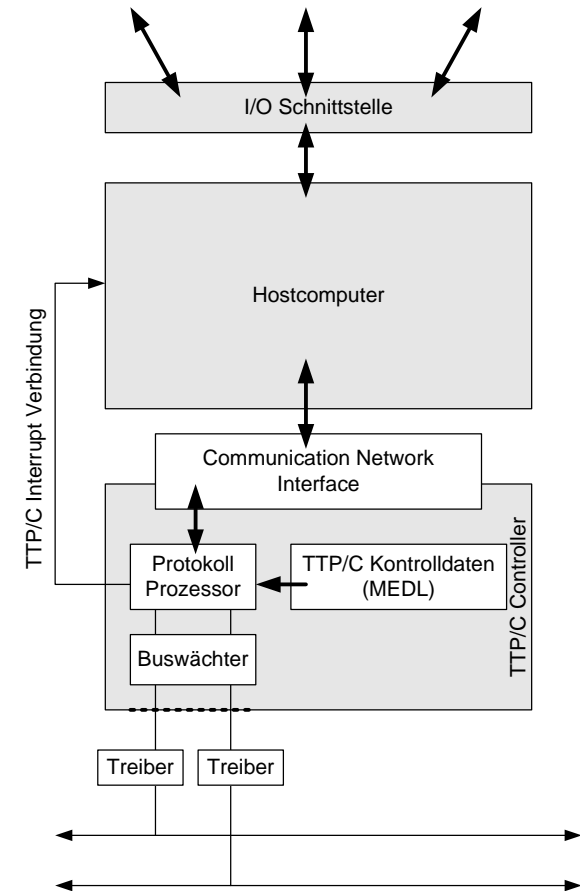 I/O Schnittstelle
Hostcomputer
TTP/C Interrupt Verbindung
Communication Network
Interface
Protokoll
Prozessor
TTP/C Kontrolldaten
(MEDL)
TTP/C Controller
Buswächter
Treiber
Treiber